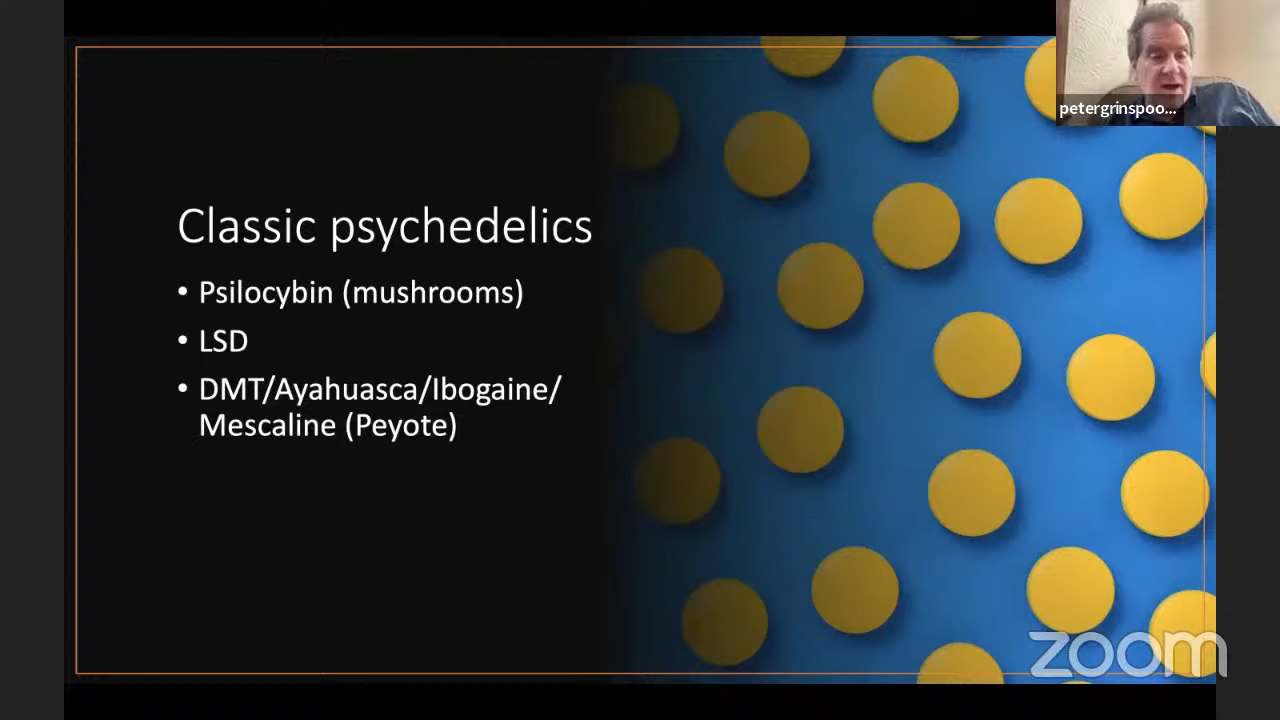 petergrinspoo...
Classic psychedelics
• Psilocybin (mushrooms)
• LSD
• DMT/Ayahuasca/Ibogaine/
Mescaline (Peyote)
zoom